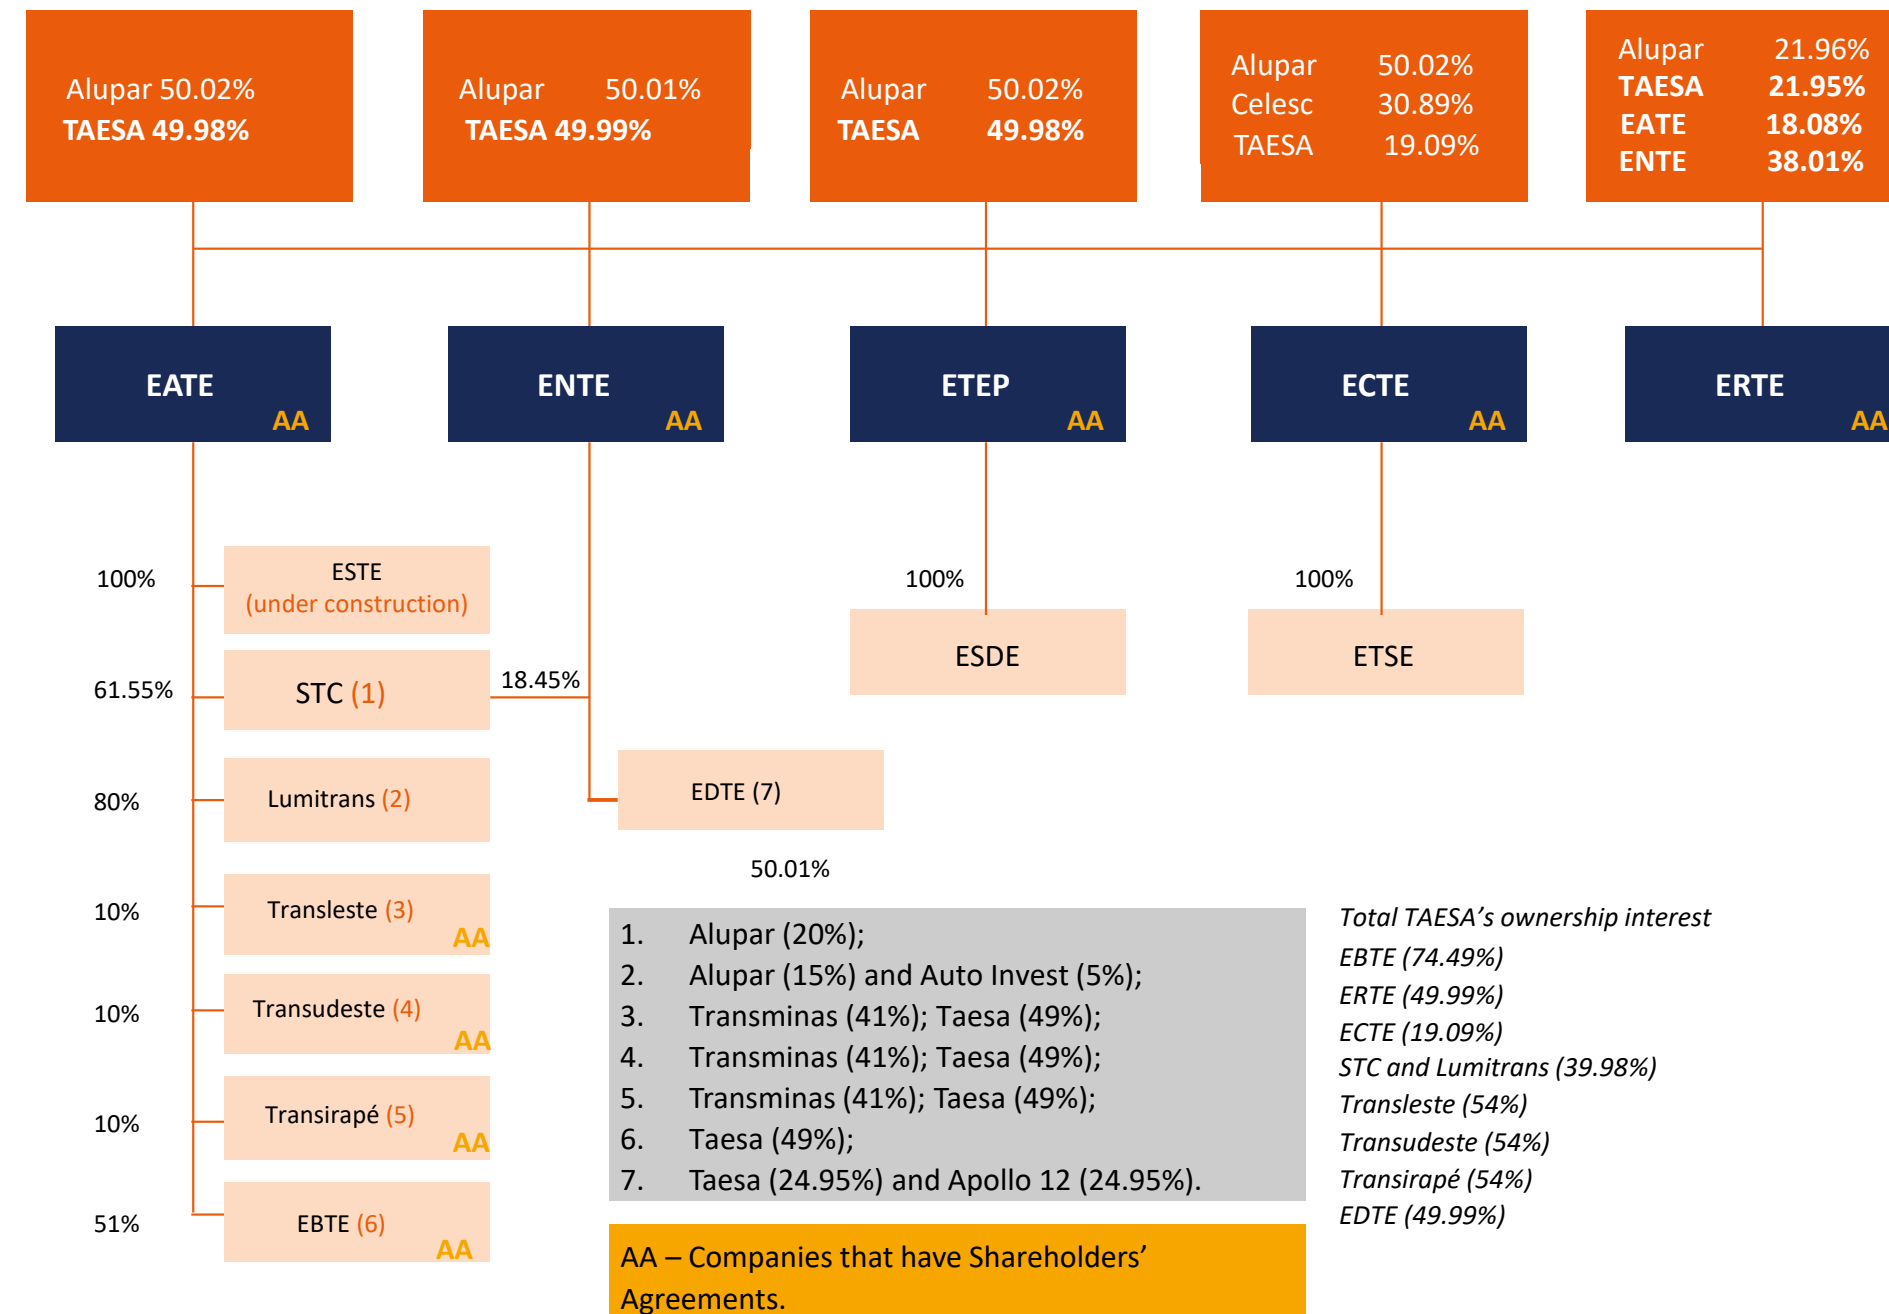 Alupar 50.02%
TAESA 49.98%
Alupar 50.01%
TAESA 49.99%
Alupar 50.02%
TAESA 49.98%
Alupar 50.02%
Celesc 30.89%
TAESA 19.09%
Alupar 21.96%
TAESA 21.95%
EATE 18.08%
ENTE 38.01%
EATE
AA
ENTE
AA
ETEP
AA
ECTE
AA
ERTE
AA
100%
ESTE
(under construction)
61.55%
STC (1)
18.45%
80%
Lumitrans (2)
10%
Transleste (3)
AA
10%
Transudeste (4)
AA
10%
Transirapé (5)
AA
51%
EBTE (6)
AA
EDTE (7)
50.01%
100%
ESDE
100%
ETSE
1. Alupar (20%);
2. Alupar (15%) and Auto Invest (5%);
3. Transminas (41%); Taesa (49%);
4. Transminas (41%); Taesa (49%);
5. Transminas (41%); Taesa (49%);
6. Taesa (49%);
7. Taesa (24.95%) and Apollo 12 (24.95%).
AA – Companies that have Shareholders’
Agreements.
Total TAESA’s ownership interest
EBTE (74.49%)
ERTE (49.99%)
ECTE (19.09%)
STC and Lumitrans (39.98%)
Transleste (54%)
Transudeste (54%)
Transirapé (54%)
EDTE (49.99%)